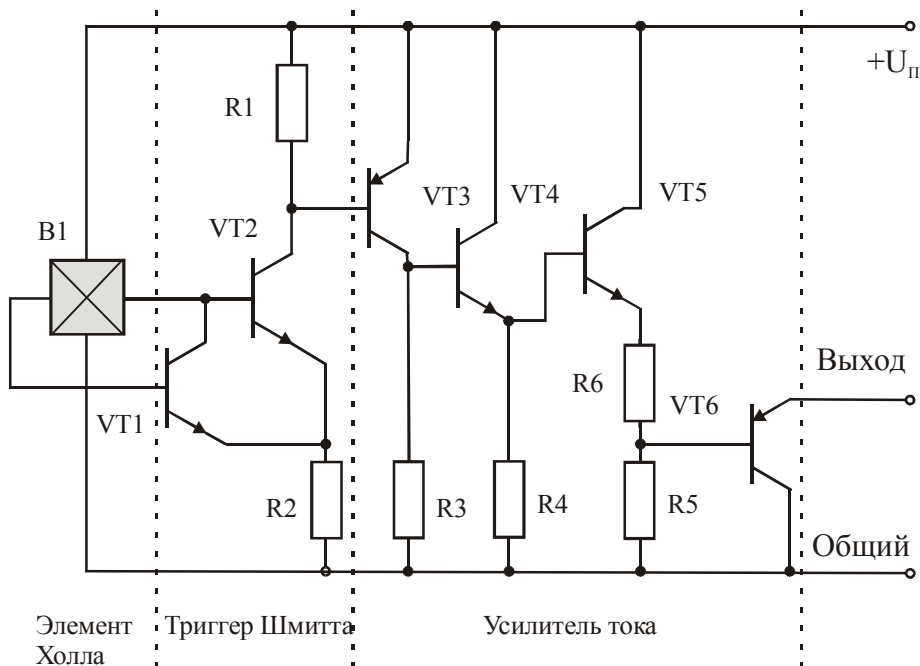 +Uп
R1
VT3
VT4
VT5
B1
VT2
R6
Выход
VT6
VT1
R2
R3
R4
R5
Общий
Элемент
Холла
Триггер Шмитта
Усилитель тока